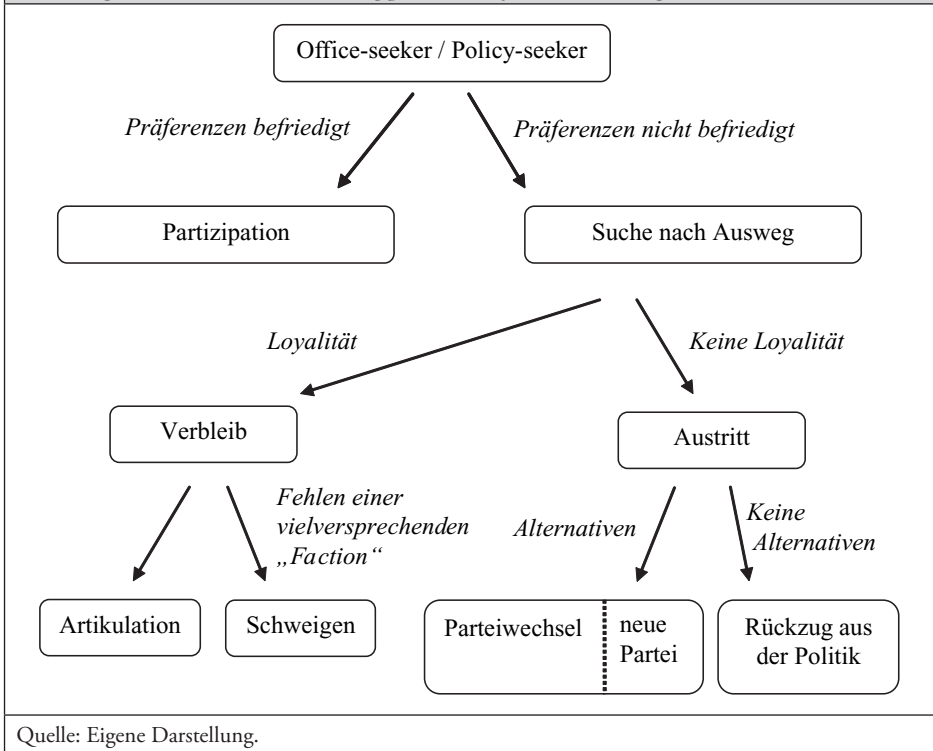 Office-seeker / Policy-seeker
Präferenzen befriedigt
Präferenzen nicht befriedigt
Partizipation
Suche nach Ausweg
Loyalität
Keine Loyalität
Verbleib
Austritt
Fehlen einer
vielversprechenden
„Faction“
Alternativen
Keine
Alternativen
Artikulation
Schweigen
Parteiwechsel
neue
Partei
Rückzug aus
der Politik
Quelle: Eigene Darstellung.